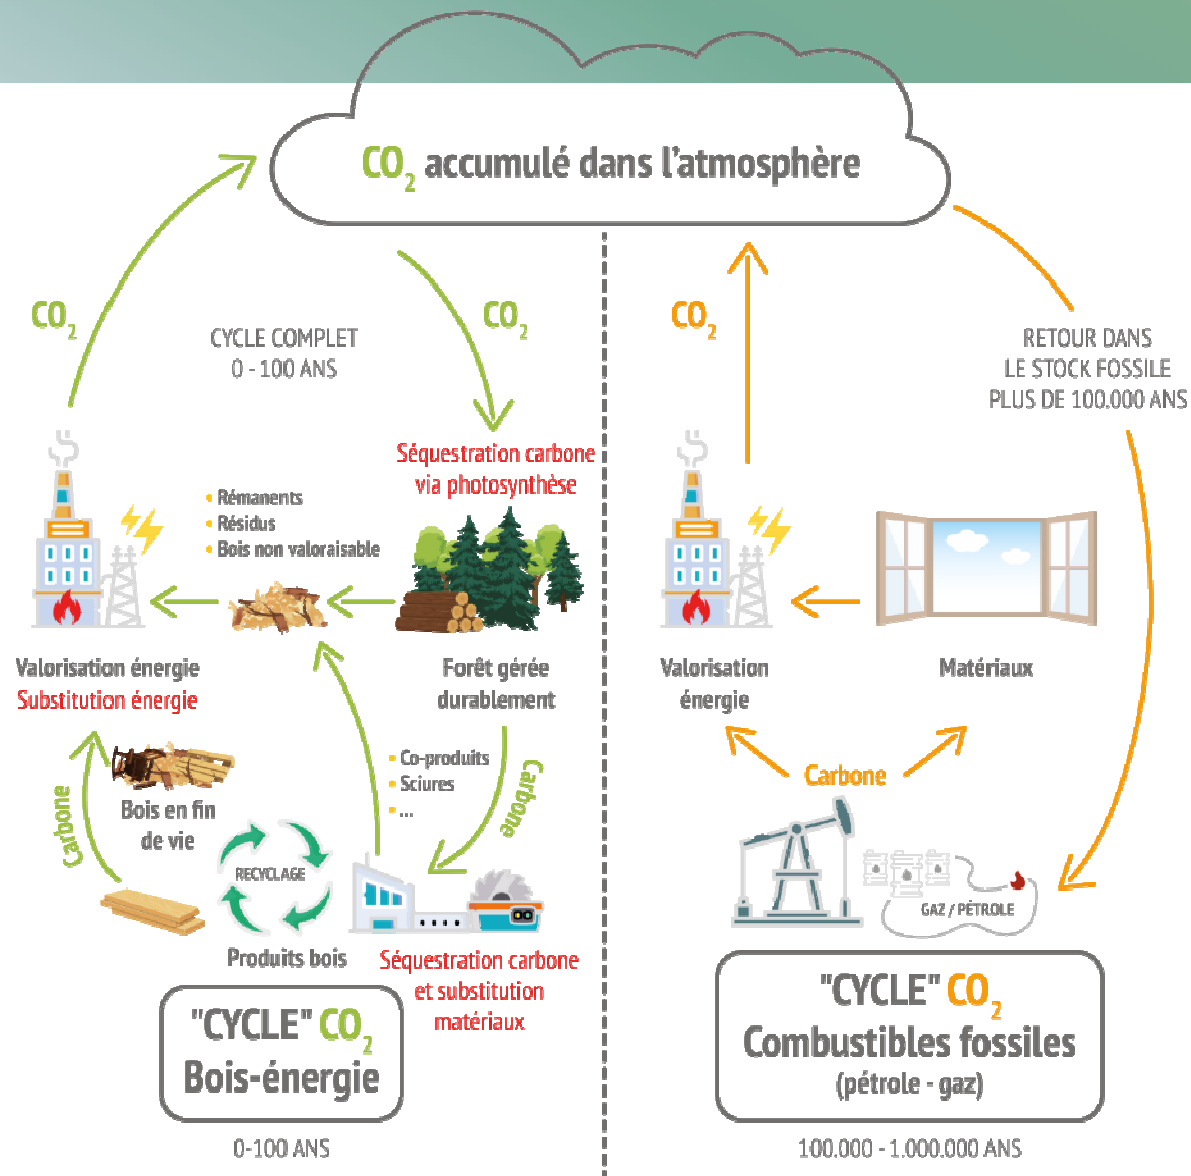 CO2 accumulé dans l'atmosphère
CO2
CYCLE COMPLET
0 - 100 ANS
CO2
Séquestration carbone
via photosynthèse
• Rémanents
• Résidus
• Bois non valoraisable
Valorisation énergie
Substitution énergie
Forêt gérée
durablement
Carbone
Bois en fin
de vie
• Co-produits
• Sciures
• ...
Carbone
RECYCLAGE
Produits bois
Séquestration carbone
et substitution
matériaux
"CYCLE" CO2
Bois-énergie
0-100 ANS
CO2
RETOUR DANS
LE STOCK FOSSILE
PLUS DE 100.000 ANS
Valorisation
énergie
Matériaux
Carbone
GAZ / PÉTROLE
"CYCLE" CO2
Combustibles fossiles
(pétrole - gaz)
100.000 - 1.000.000 ANS